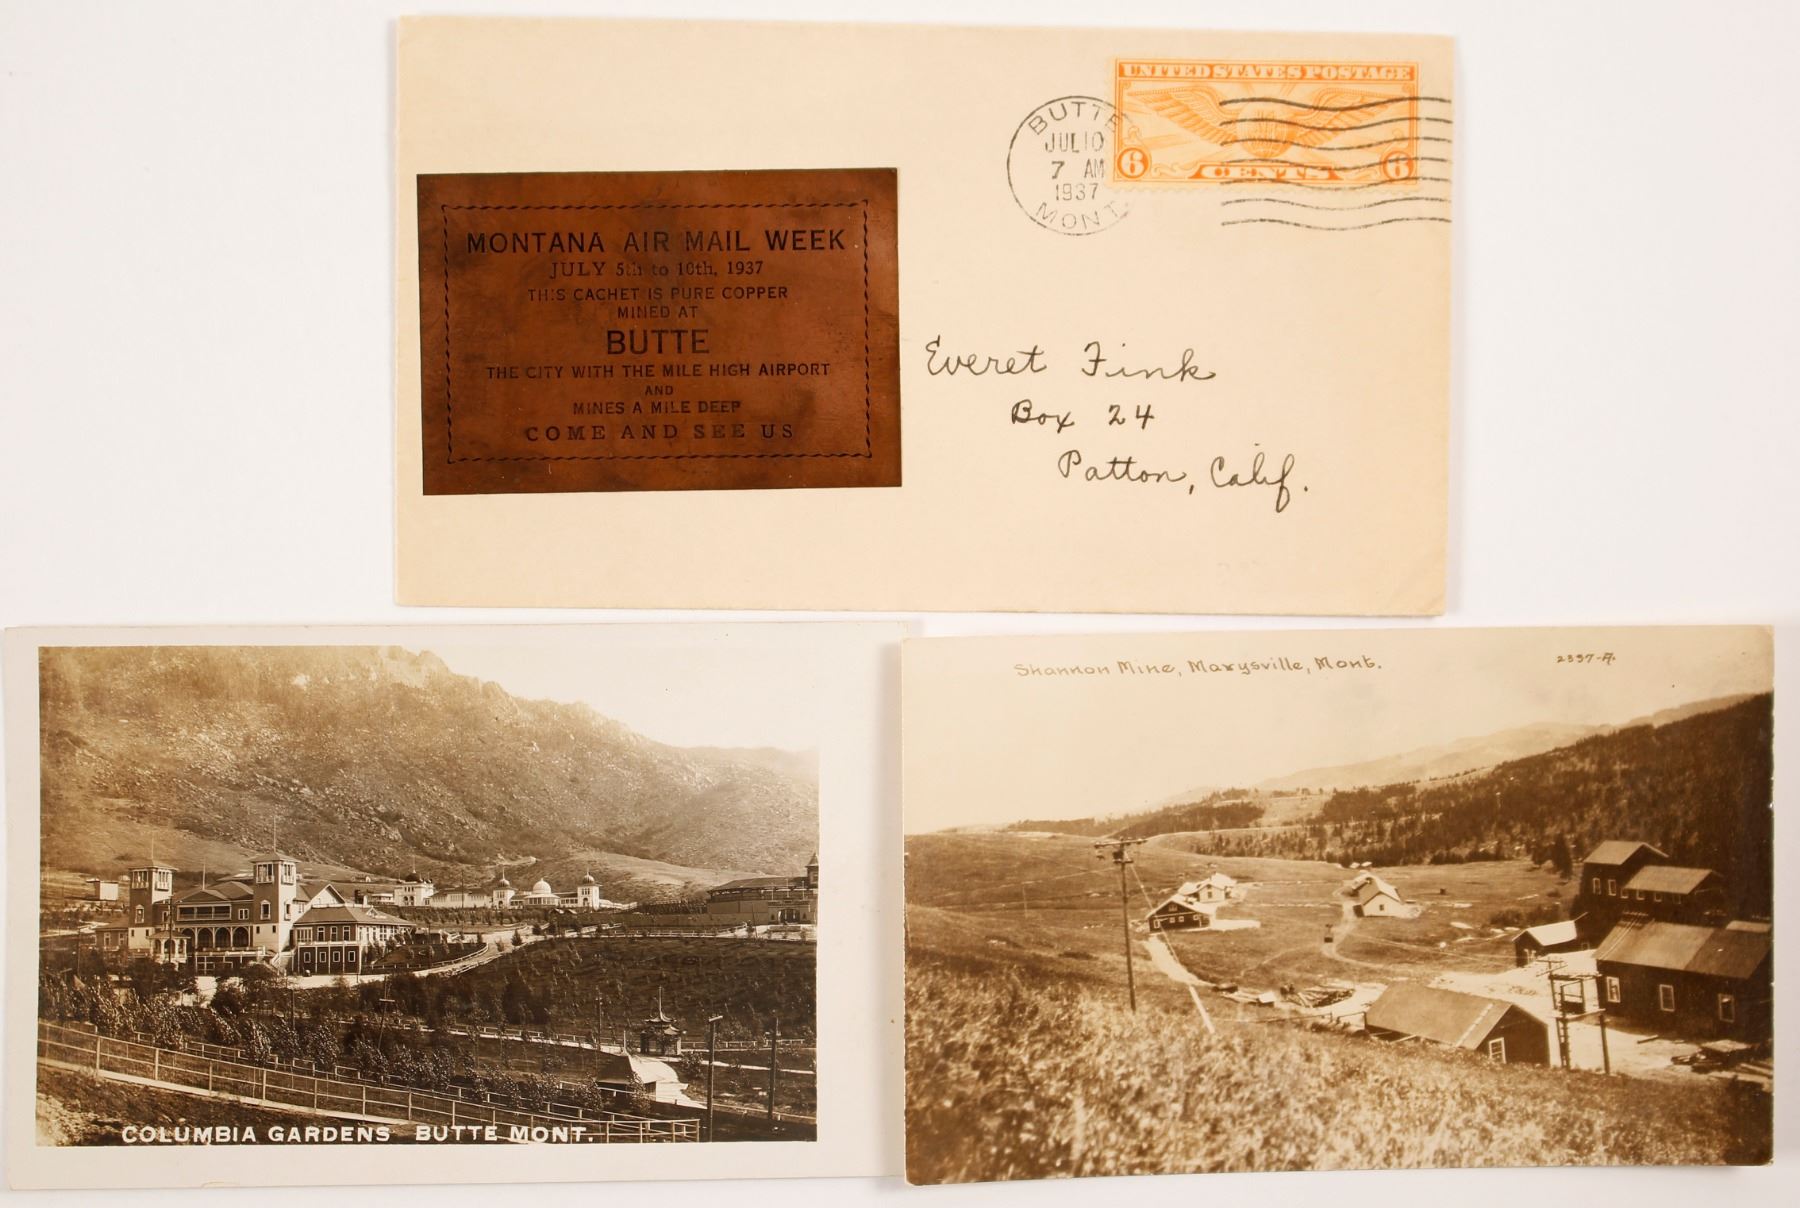 UNITED STATES POSTAGE
6 CENTS 6
BUTTE
JUL 10
7 AM
1937
MONT.
MONTANA AIR MAIL WEEK
JULY 5th to 10th, 1937
THIS CACHET IS PURE COPPER
MINED AT
BUTTE
THE CITY WITH THE MILE HIGH AIRPORT
AND
MINES A MILE DEEP
COME AND SEE US
Everet Fink
Box 24
Patton, Calif.
COLUMBIA GARDENS BUTTE MONT.
Shannon Mine, Marysville, Mont.
2397-A.